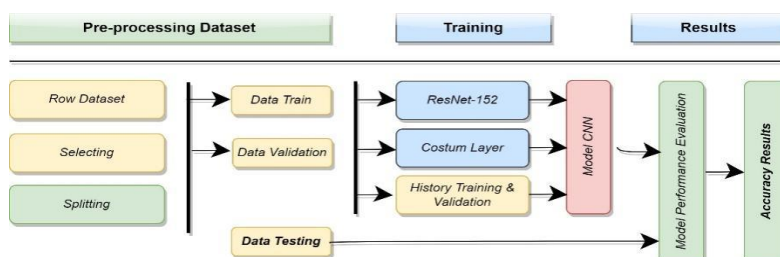 Pre-processing Dataset
Training
Results
Row Dataset
Selecting
Splitting
Data Train
Data Validation
Data Testing
ResNet-152
Costum Layer
History Training &
Validation
Model CNN
Model Performance Evaluation
Accuracy Results